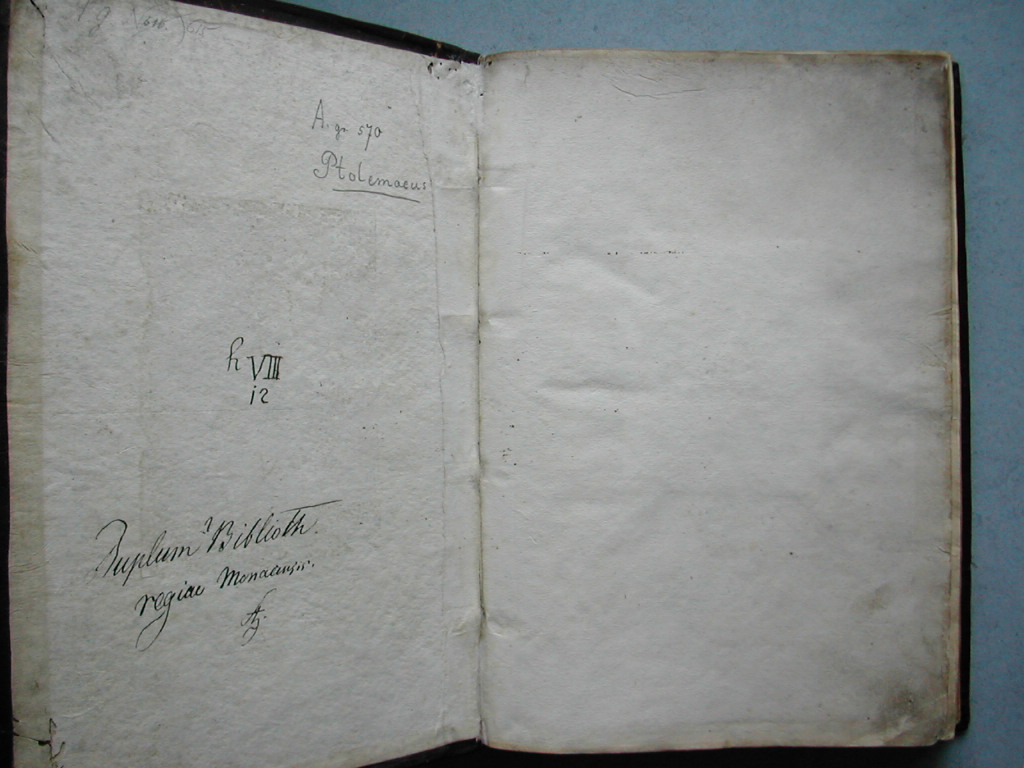 A. gr 570
Ptolemaeus
h VIII
12
Duplum Biblioth.
regiae Monacensis.